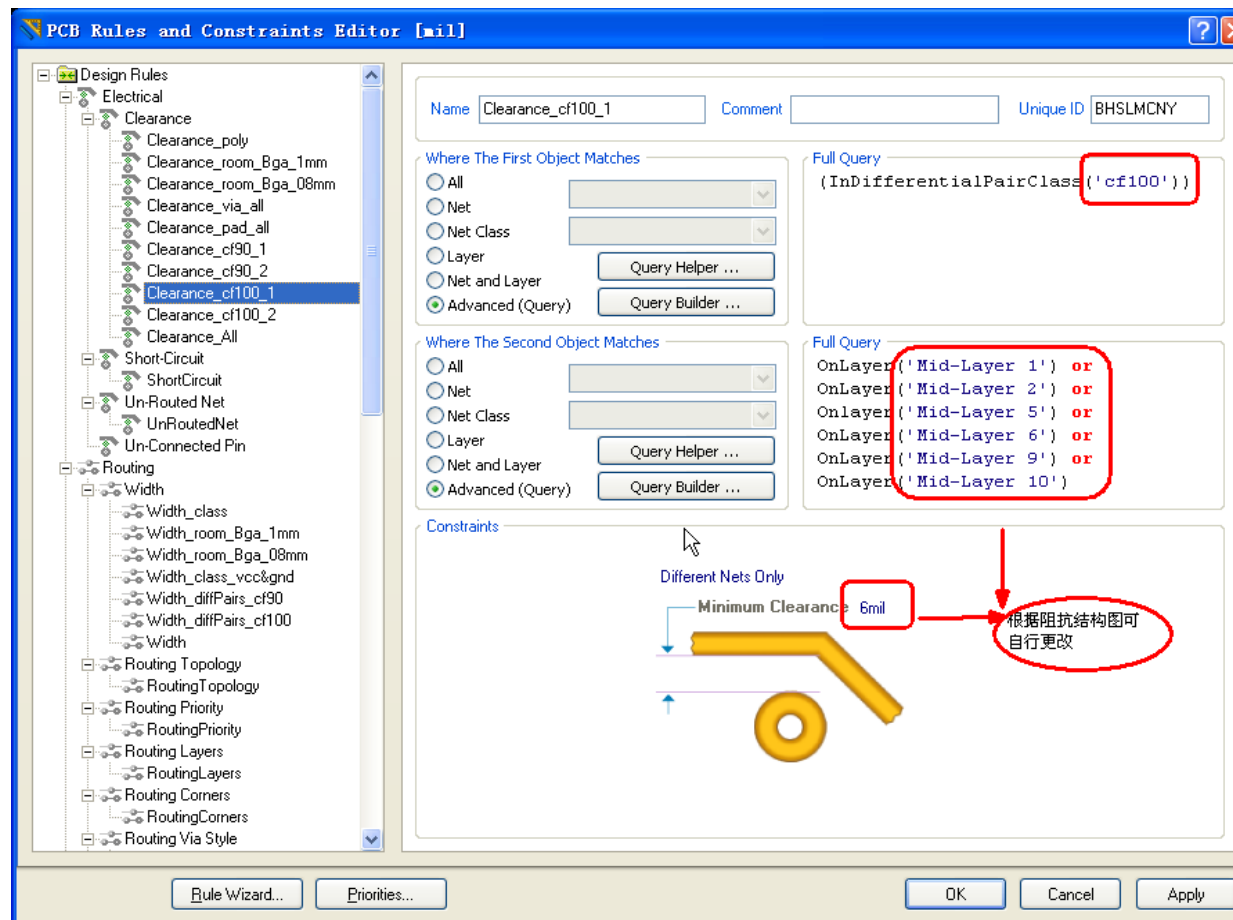 PCB Rules and Constraints Editor [mil]
Design Rules
Electrical
Clearance
Clearance_poly
Clearance_room_Bga_1mm
Clearance_room_Bga_08mm
Clearance_via_all
Clearance_pad_all
Clearance_cf90_1
Clearance_cf90_2
Clearance_cf100_1
Clearance_cf100_2
Clearance_All
Short-Circuit
ShortCircuit
Un-Routed Net
UnRoutedNet
Un-Connected Pin
Routing
Width
Width_class
Width_room_Bga_1mm
Width_room_Bga_08mm
Width_class_vcc&gnd
Width_diffPairs_cf90
Width_diffPairs_cf100
Width
Routing Topology
RoutingTopology
Routing Priority
RoutingPriority
Routing Layers
RoutingLayers
Routing Corners
RoutingCorners
Routing Via Style
Name Clearance_cf100_1 Comment Unique ID BHSLMCNY
Where The First Object Matches
All
Net
Net Class
Layer
Net and Layer
Advanced (Query)
Query Helper ...
Query Builder ...
Full Query
(InDifferentialPairClass('cf100'))
Where The Second Object Matches
All
Net
Net Class
Layer
Net and Layer
Advanced (Query)
Query Helper ...
Query Builder ...
Full Query
OnLayer('Mid-Layer 1') or
OnLayer('Mid-Layer 2') or
Onlayer('Mid-Layer 5') or
OnLayer('Mid-Layer 6') or
OnLayer('Mid-Layer 9') or
OnLayer('Mid-Layer 10')
Constraints
Different Nets Only
Minimum Clearance 6mil
根据阻抗结构图可
自行更改
Rule Wizard... Priorities... OK Cancel Apply